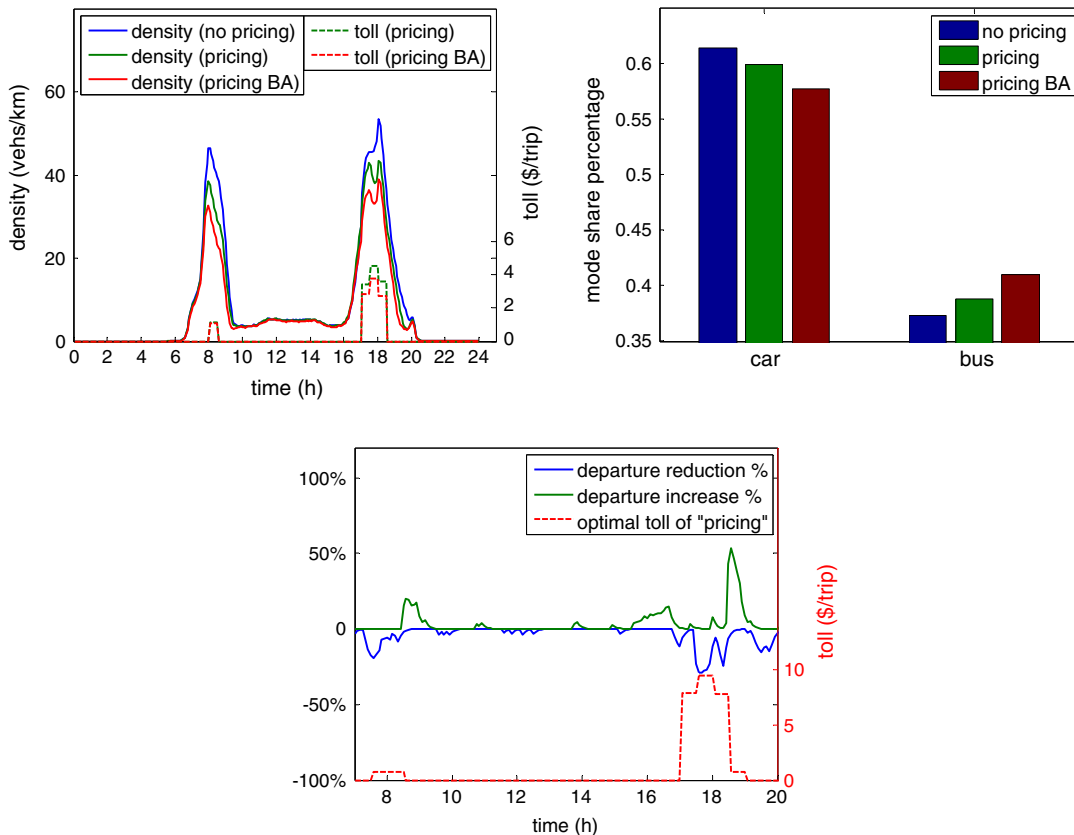 density (no pricing)
density (pricing)
density (pricing BA)
toll (pricing)
toll (pricing BA)
60
40
20
0
density (vehs/km)
6
4
2
0
toll ($/trip)
0 2 4 6 8 10 12 14 16 18 20 22 24
time (h)
no pricing
pricing
pricing BA
0.6
0.55
0.5
0.45
0.4
0.35
mode share percentage
car bus
departure reduction %
departure increase %
optimal toll of "pricing"
100%
50%
0
-50%
-100%
10
5
0
toll ($/trip)
8 10 12 14 16 18 20
time (h)